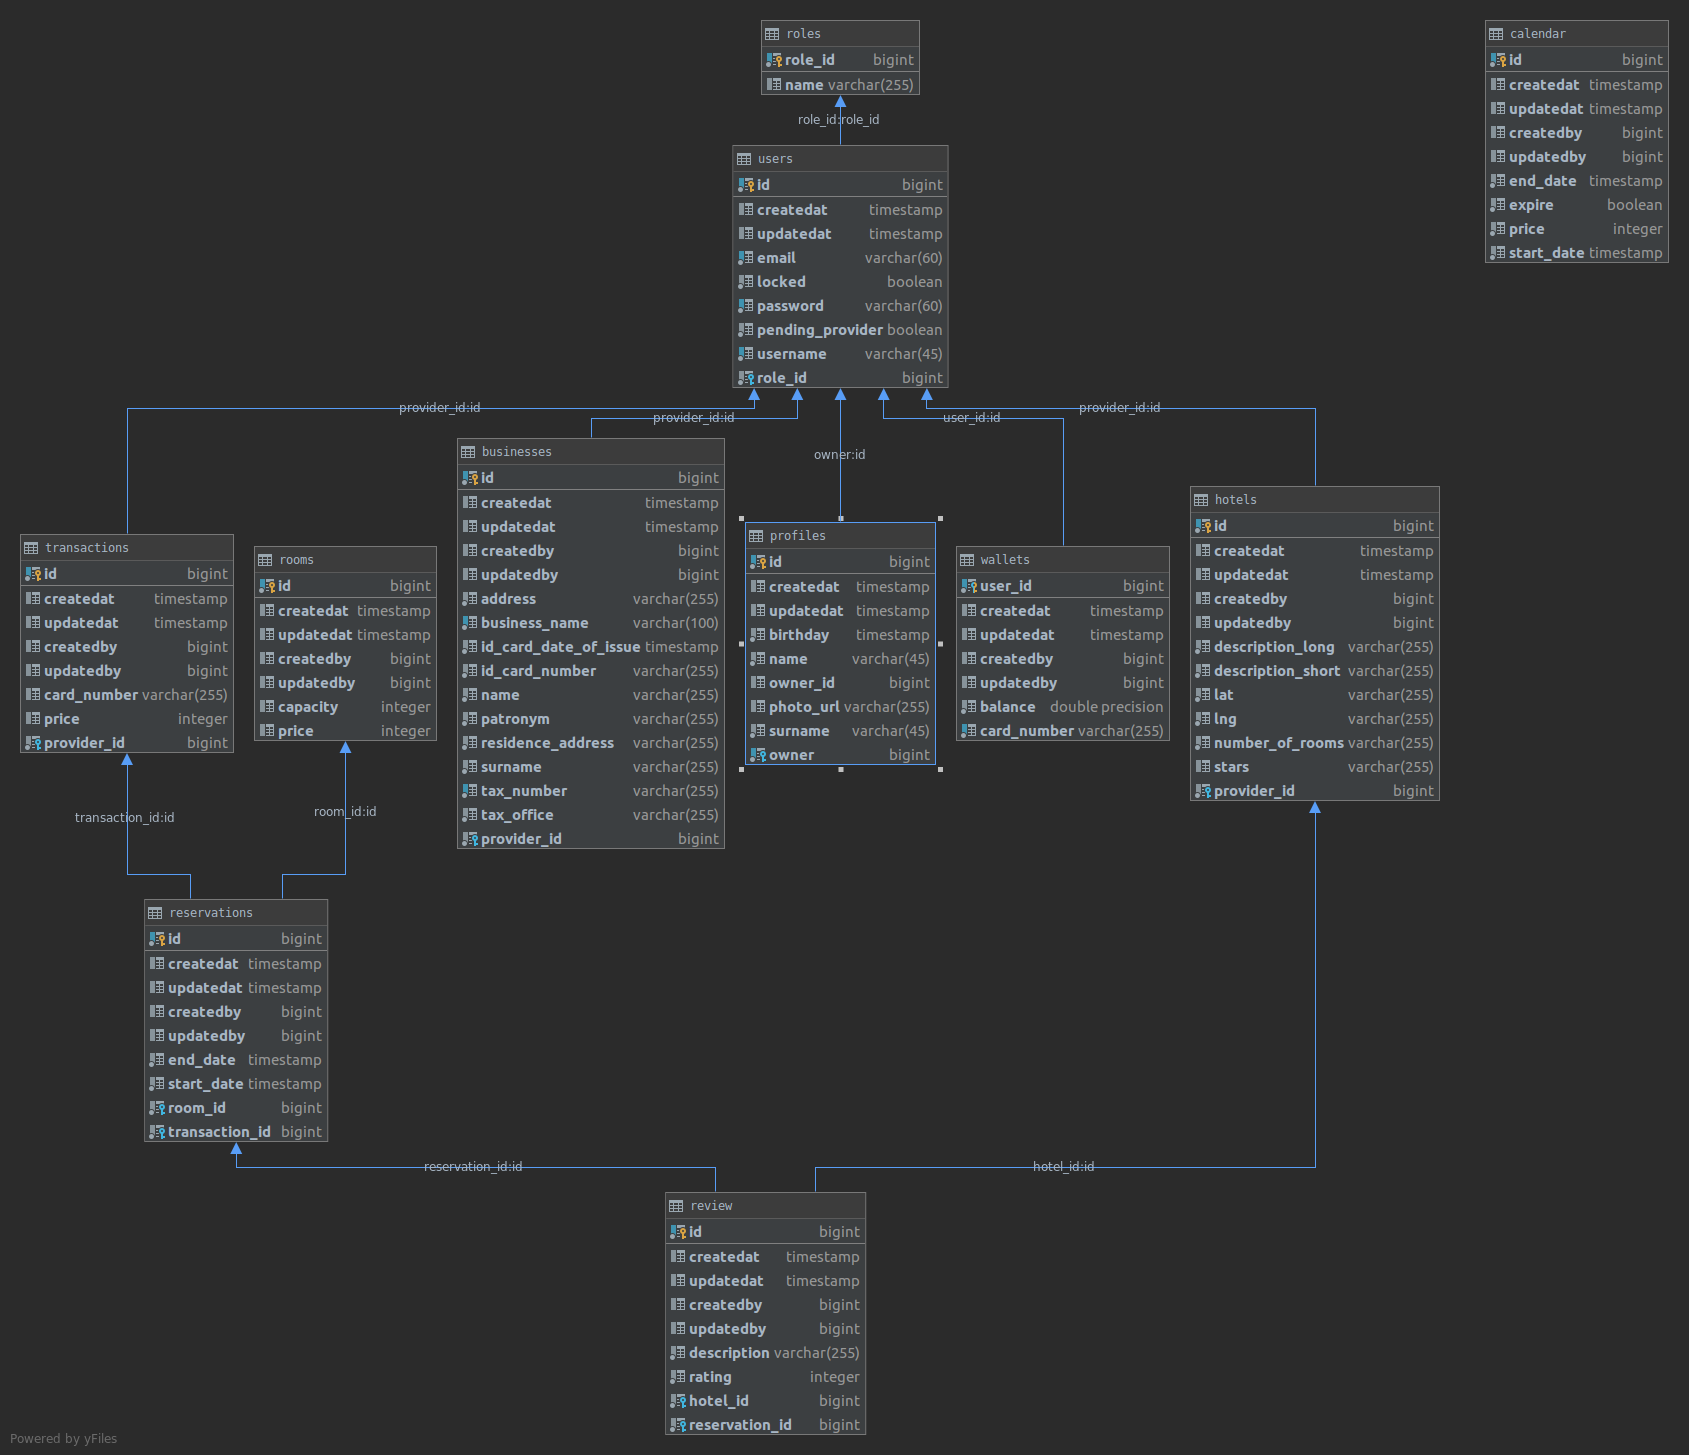 roles
role_id bigint
name varchar(255)
role_id:role_id
calendar
id bigint
createdat timestamp
updatedat timestamp
createdby bigint
updatedby bigint
end_date timestamp
expire boolean
price integer
start_date timestamp
users
id bigint
createdat timestamp
updatedat timestamp
email varchar(60)
locked boolean
password varchar(60)
pending_provider boolean
username varchar(45)
role_id bigint
provider_id:id
provider_id:id
owner:id
user_id:id
provider_id:id
transactions
id bigint
createdat timestamp
updatedat timestamp
createdby bigint
updatedby bigint
card_number varchar(255)
price integer
provider_id bigint
rooms
id bigint
createdat timestamp
updatedat timestamp
createdby bigint
updatedby bigint
capacity integer
price integer
businesses
id bigint
createdat timestamp
updatedat timestamp
createdby bigint
updatedby bigint
address varchar(255)
business_name varchar(100)
id_card_date_of_issue timestamp
id_card_number varchar(255)
name varchar(255)
patronym varchar(255)
residence_address varchar(255)
surname varchar(255)
tax_number varchar(255)
tax_office varchar(255)
provider_id bigint
profiles
id bigint
createdat timestamp
updatedat timestamp
birthday timestamp
name varchar(45)
owner_id bigint
photo_url varchar(255)
surname varchar(45)
owner bigint
wallets
user_id bigint
createdat timestamp
updatedat timestamp
createdby bigint
updatedby bigint
balance double precision
card_number varchar(255)
hotels
id bigint
createdat timestamp
updatedat timestamp
createdby bigint
updatedby bigint
description_long varchar(255)
description_short varchar(255)
lat varchar(255)
lng varchar(255)
number_of_rooms varchar(255)
stars varchar(255)
provider_id bigint
transaction_id:id
room_id:id
reservations
id bigint
createdat timestamp
updatedat timestamp
createdby bigint
updatedby bigint
end_date timestamp
start_date timestamp
room_id bigint
transaction_id bigint
reservation_id:id
hotel_id:id
review
id bigint
createdat timestamp
updatedat timestamp
createdby bigint
updatedby bigint
description varchar(255)
rating integer
hotel_id bigint
reservation_id bigint
Powered by yFiles